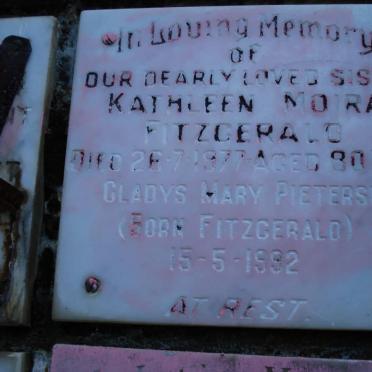 In Loving Memory
OF
OUR DEARLY LOVED SIS
KATHLEEN MOIRA
FITZGERALD
DIED 26-7-1977 AGED 80
GLADYS MARY PIETERS
(BORN FITZGERALD)
15-5-1992
AT REST.